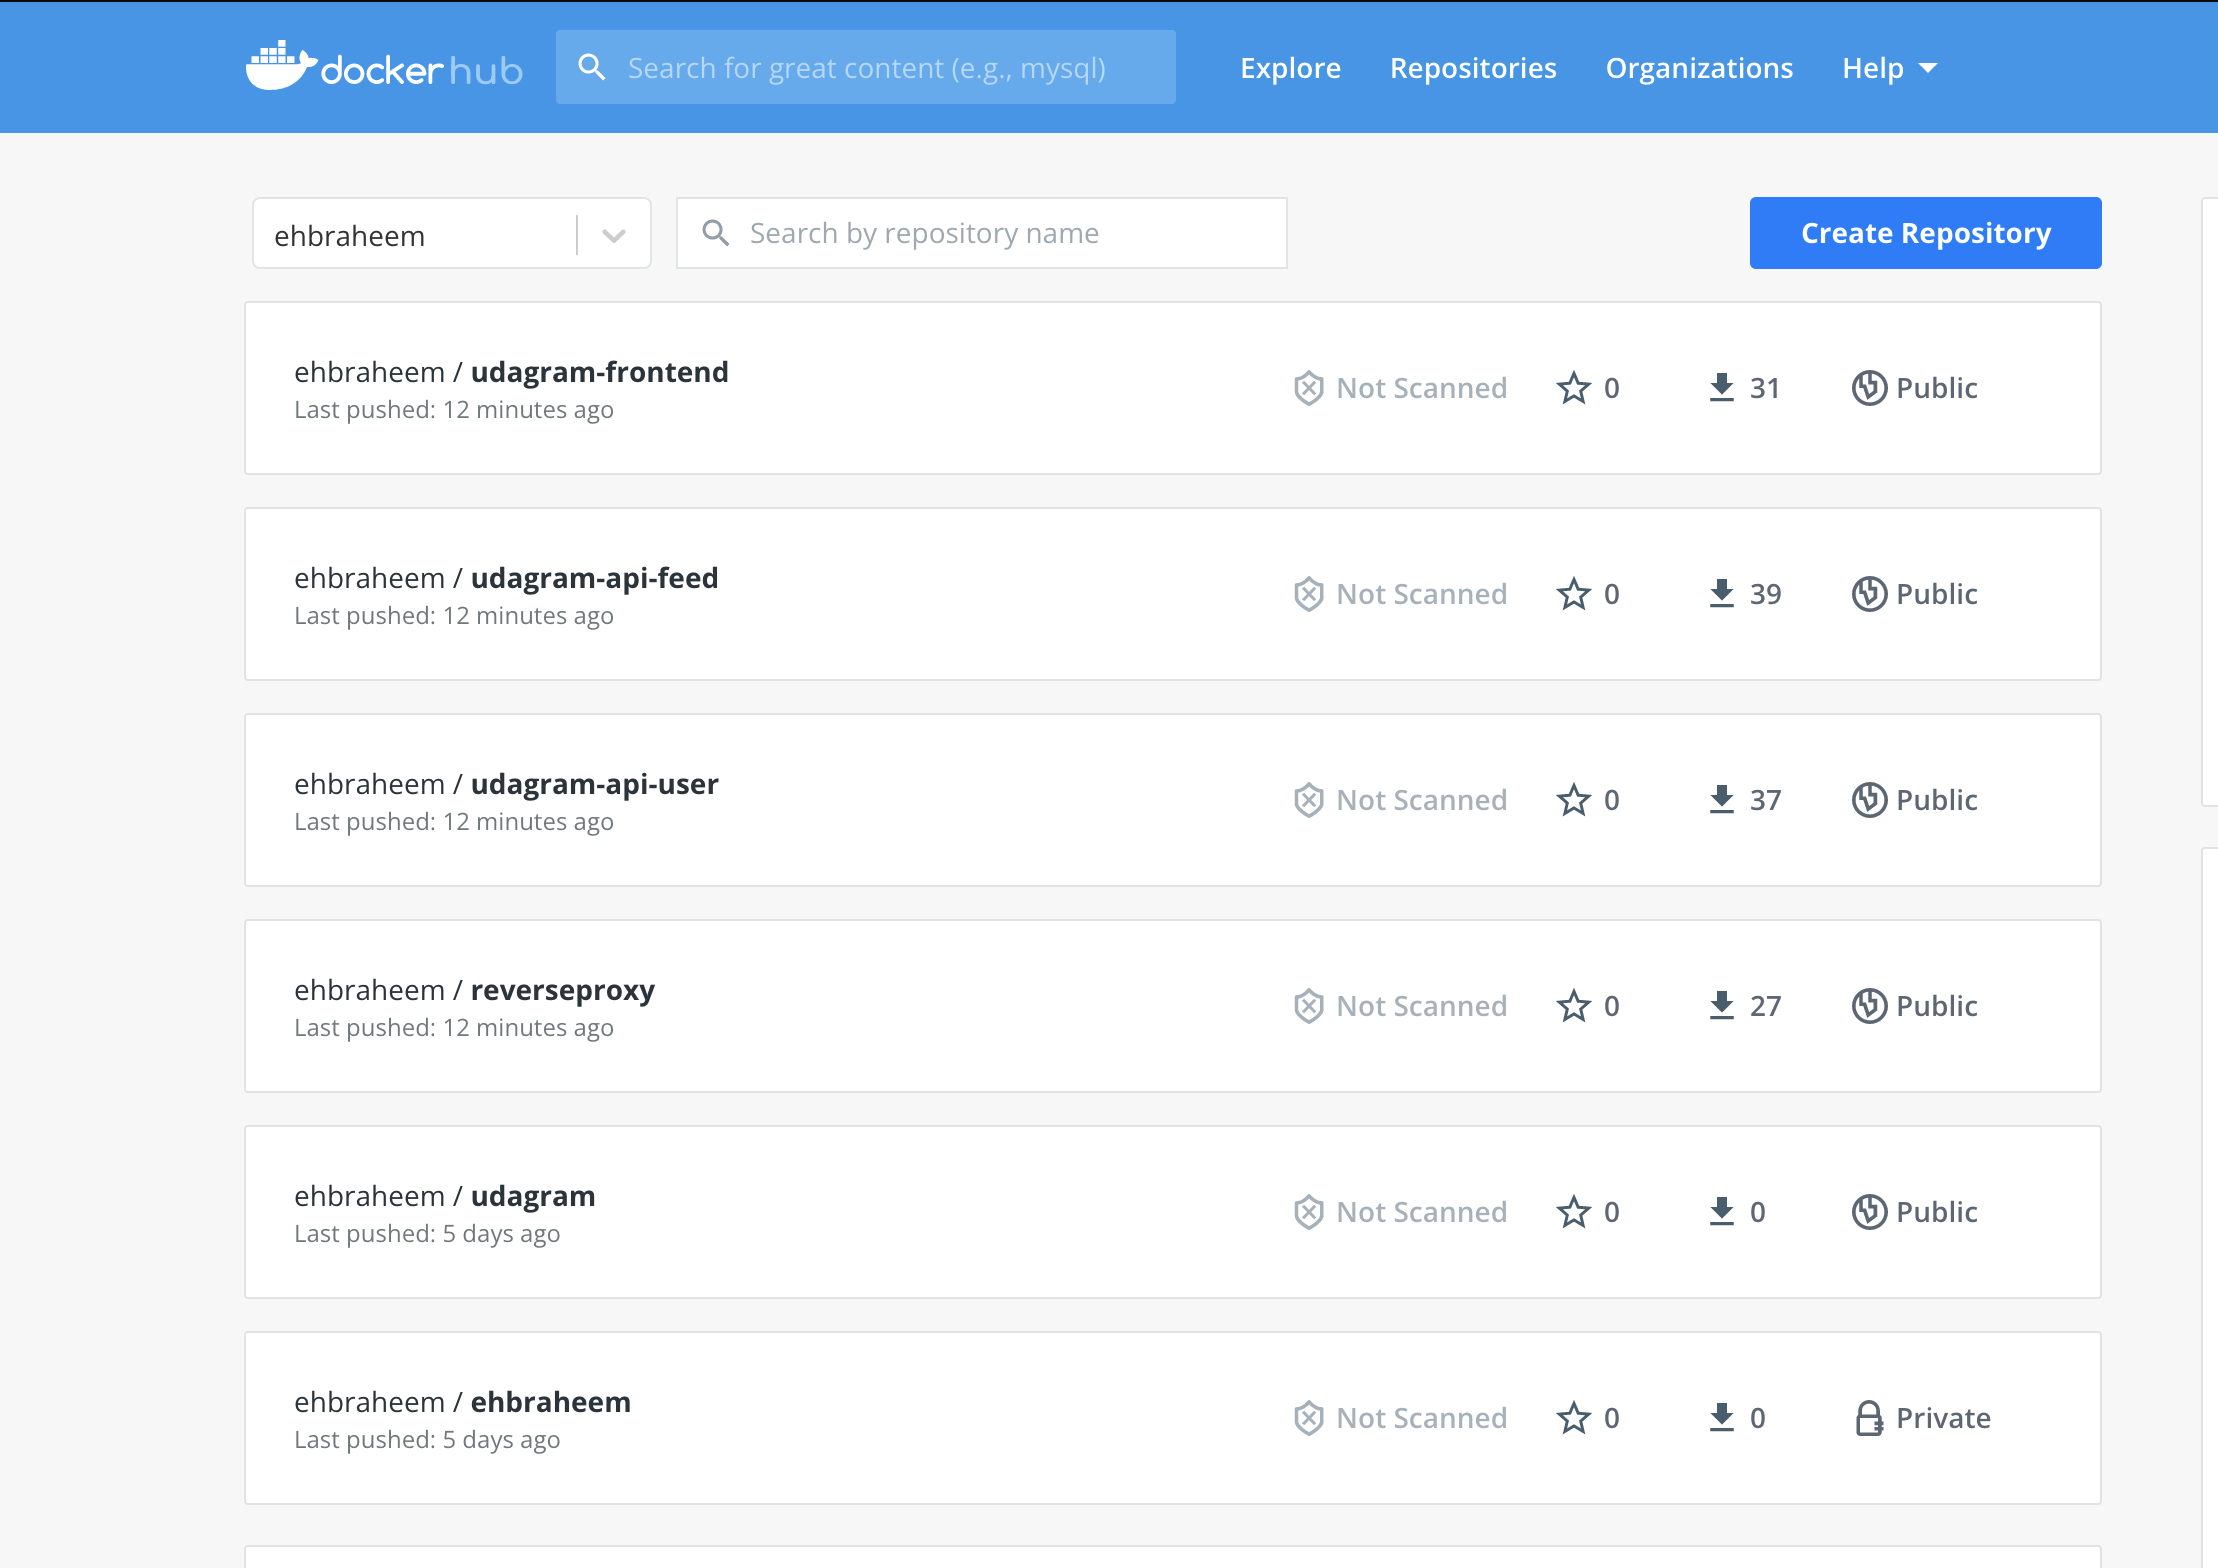 docker hub
Search for great content (e.g., mysql)
Explore
Repositories
Organizations
Help
ehbraheem
Search by repository name
Create Repository
ehbraheem / udagram-frontend
Last pushed: 12 minutes ago
Not Scanned
0
31
Public
ehbraheem / udagram-api-feed
Last pushed: 12 minutes ago
Not Scanned
0
39
Public
ehbraheem / udagram-api-user
Last pushed: 12 minutes ago
Not Scanned
0
37
Public
ehbraheem / reverseproxy
Last pushed: 12 minutes ago
Not Scanned
0
27
Public
ehbraheem / udagram
Last pushed: 5 days ago
Not Scanned
0
0
Public
ehbraheem / ehbraheem
Last pushed: 5 days ago
Not Scanned
0
0
Private